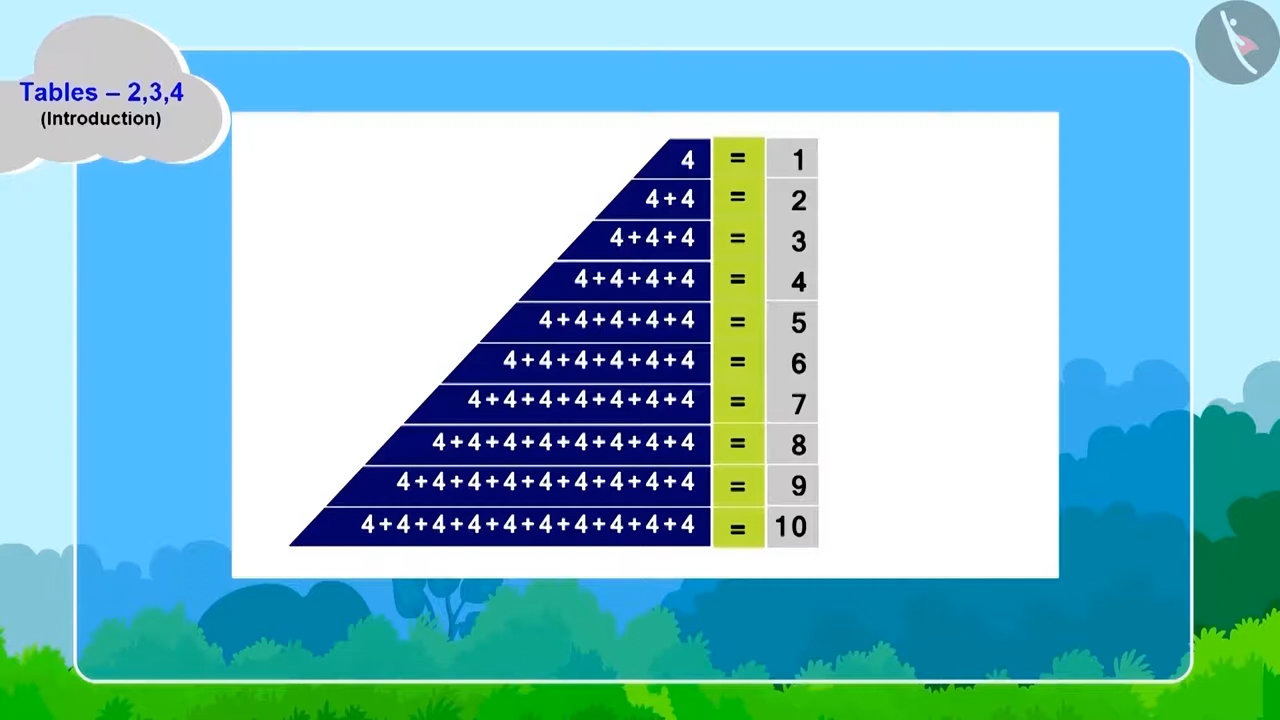 Tables – 2,3,4
(Introduction)
4 = 1
4+4 = 2
4+4+4 = 3
4+4+4+4 = 4
4+4+4+4+4 = 5
4+4+4+4+4+4 = 6
4+4+4+4+4+4+4 = 7
4+4+4+4+4+4+4+4 = 8
4+4+4+4+4+4+4+4+4 = 9
4+4+4+4+4+4+4+4+4+4 = 10